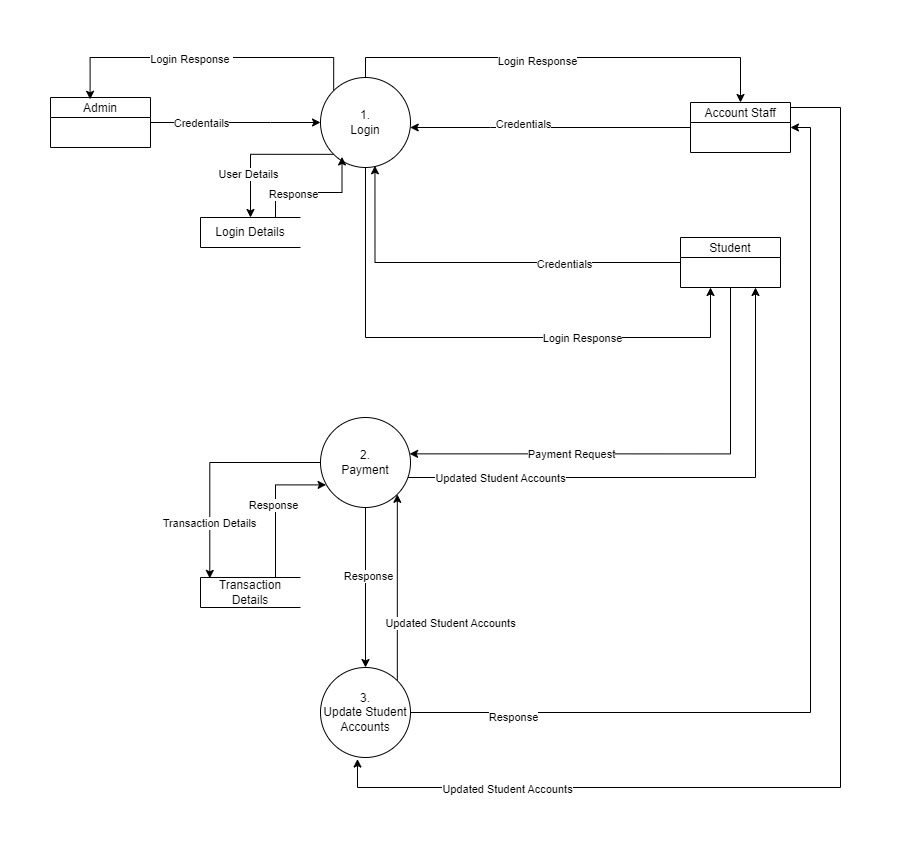 Login Response
Login Response
Admin
1.
Login
Account Staff
Credentails
Credentials
User Details
Response
Login Details
Student
Credentials
Login Response
2.
Payment
Payment Request
Updated Student Accounts
Response
Transaction Details
Transaction
Details
Response
Updated Student Accounts
3.
Update Student
Accounts
Response
Updated Student Accounts